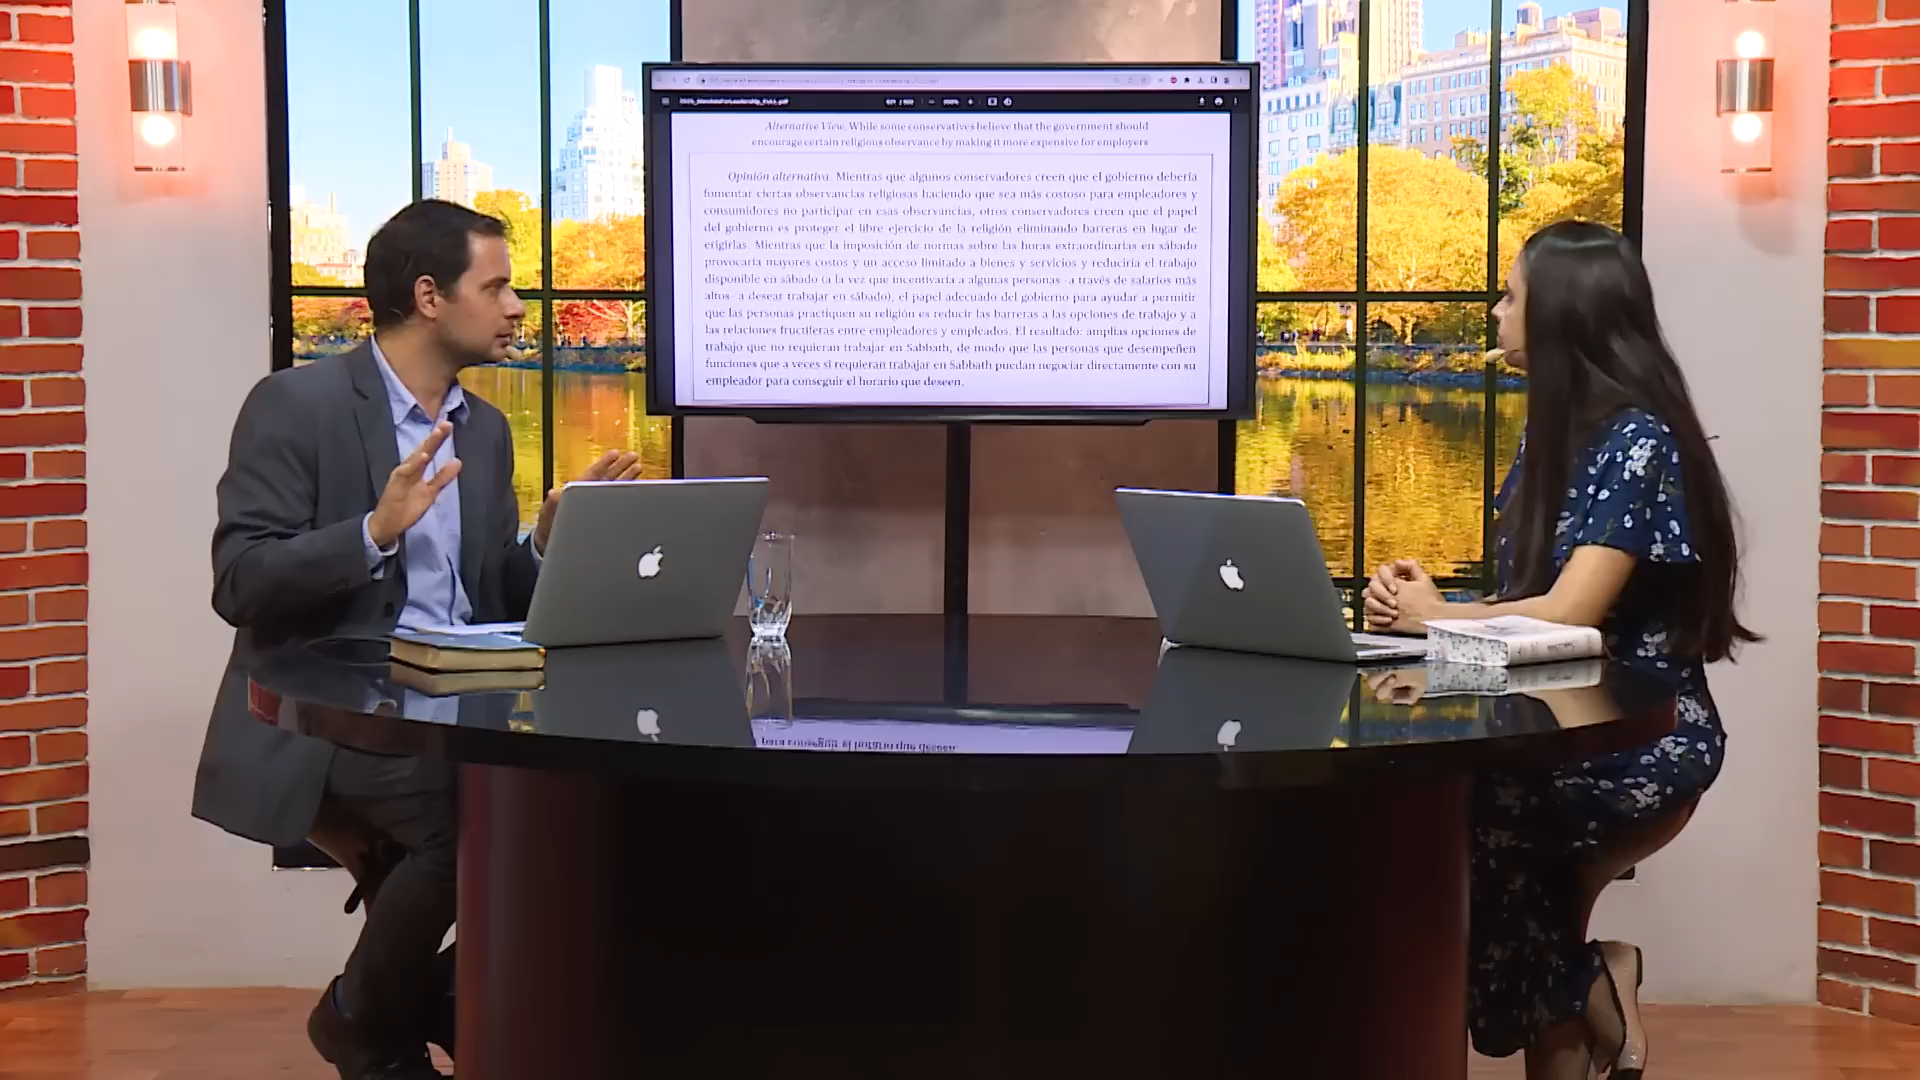 Alternative View. While some conservatives believe that the government should
encourage certain religious observance by making it more expensive for employers
Opinión alternativa. Mientras que algunos conservadores creen que el gobierno debería
fomentar ciertas observancias religiosas haciendo que sea más costoso para empleadores y
consumidores no participar en esas observancias, otros conservadores creen que el papel
del gobierno es proteger el libre ejercicio de la religión eliminando barreras en lugar de
erigirlas. Mientras que la imposición de normas sobre las horas extraordinarias en sábado
provocaría mayores costos y un acceso limitado a bienes y servicios y reduciría el trabajo
disponible en sábado (a la vez que incentivaría a algunas personas -a través de salarios más
altos- a desear trabajar en sábado), el papel adecuado del gobierno para ayudar a permitir
que las personas practiquen su religión es reducir las barreras a las opciones de trabajo y a
las relaciones fructíferas entre empleadores y empleados. El resultado: amplias opciones de
trabajo que no requieran trabajar en Sabbath, de modo que las personas que desempeñen
funciones que a veces sí requieran trabajar en Sabbath puedan negociar directamente con su
empleador para conseguir el horario que deseen.